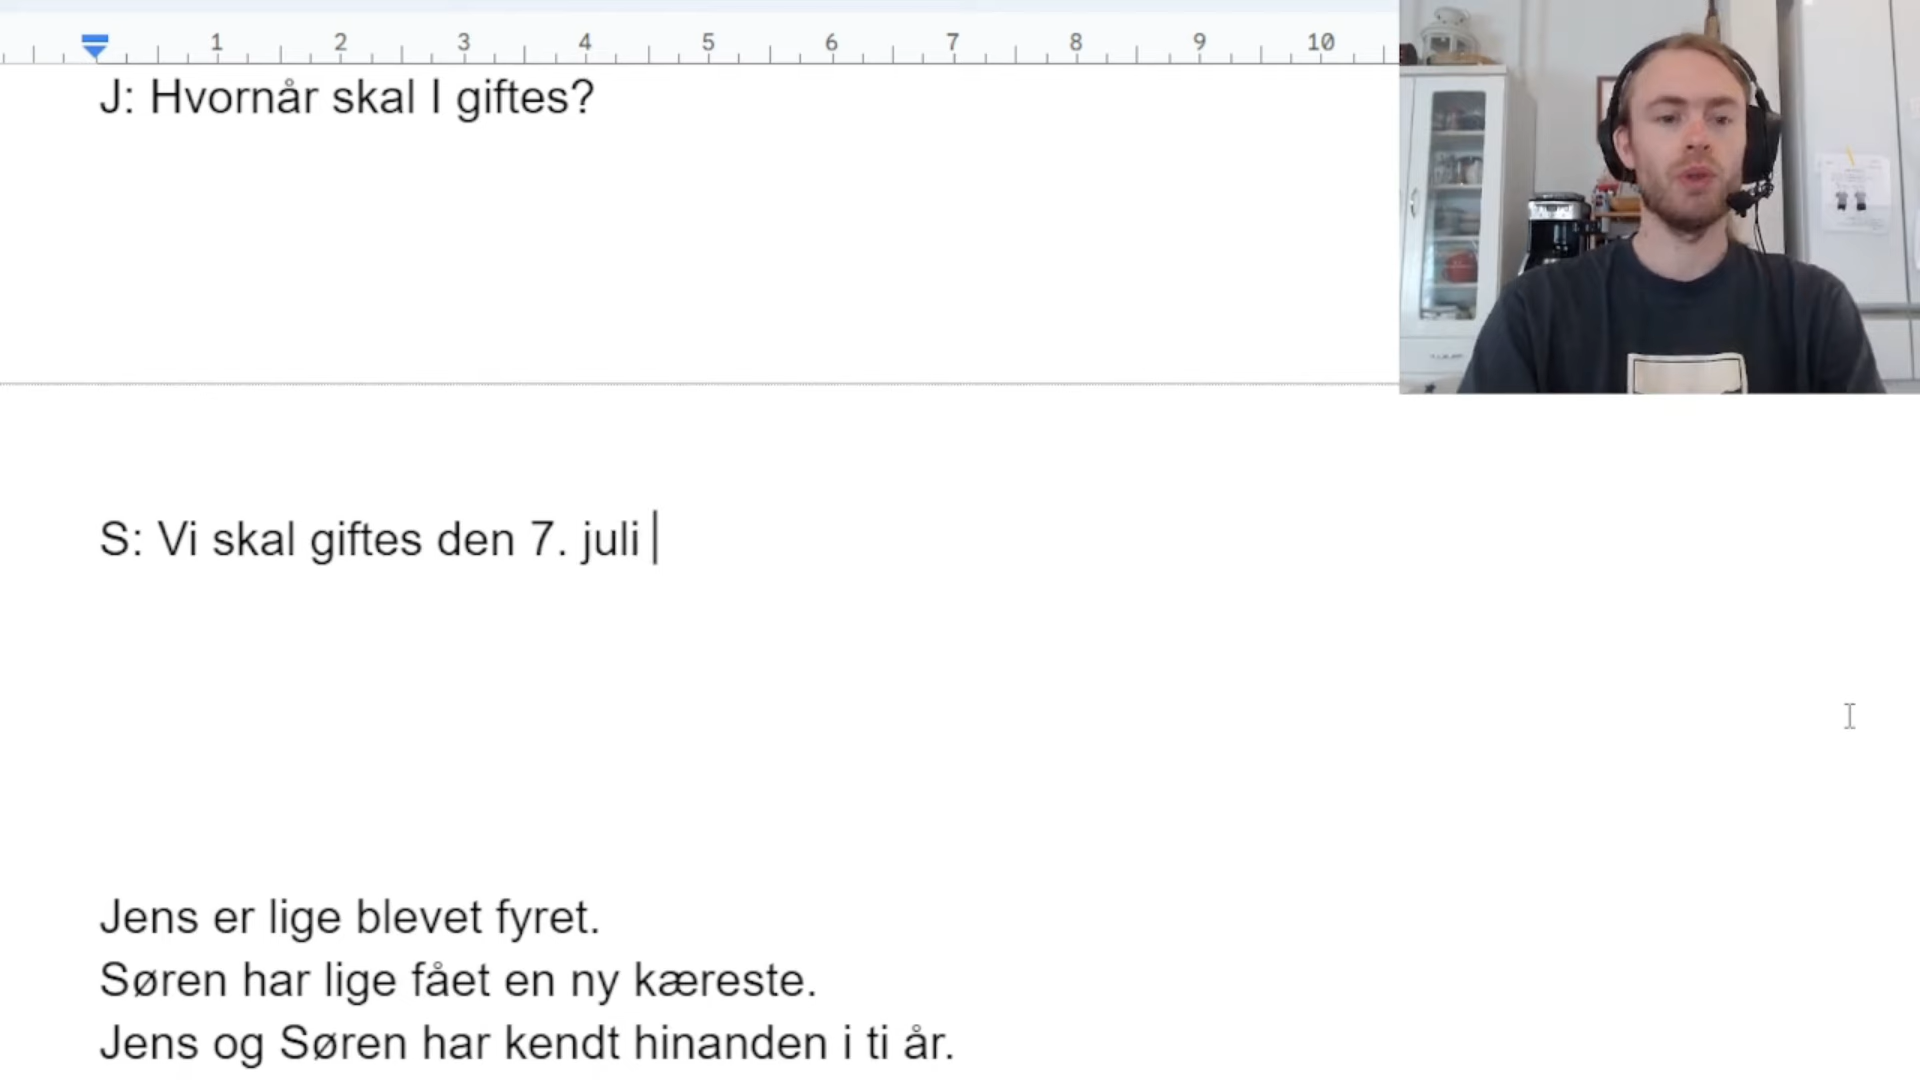 1 2 3 4 5 6 7 8 9 10
J: Hvornår skal I giftes?
S: Vi skal giftes den 7. juli
Jens er lige blevet fyret.
Søren har lige fået en ny kæreste.
Jens og Søren har kendt hinanden i ti år.